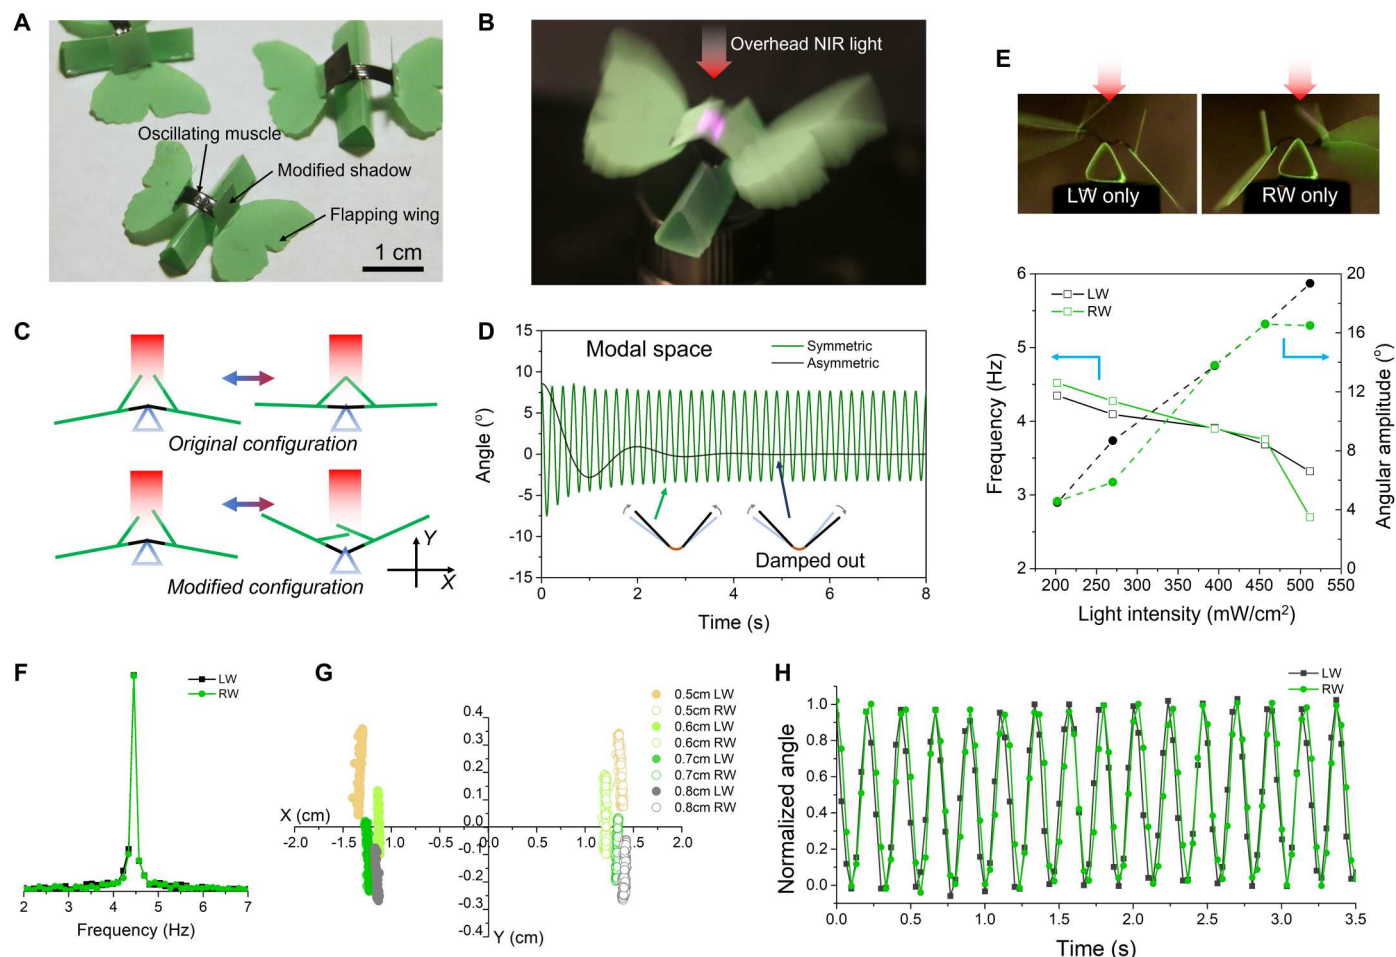 A
Oscillating muscle
Modified shadow
Flapping wing
1 cm
B
Overhead NIR light
C
Original configuration
Modified configuration
Y
X
D
Modal space
Symmetric
Asymmetric
15
10
5
0
-5
-10
-15
Angle (°)
Damped out
0 2 4 6 8
Time (s)
E
LW only
RW only
LW
RW
6
5
4
3
2
Frequency (Hz)
20
16
12
8
4
0
Angular amplitude (°)
200 250 300 350 400 450 500 550
Light intensity (mW/cm²)
F
LW
RW
2 3 4 5 6 7
Frequency (Hz)
G
0.5cm LW
0.5cm RW
0.6cm LW
0.6cm RW
0.7cm LW
0.7cm RW
0.8cm LW
0.8cm RW
0.4
0.3
0.2
0.1
0.0
-0.1
-0.2
-0.3
-0.4
X (cm)
-2.0 -1.5 -1.0 -0.5 0.0 0.5 1.0 1.5 2.0
Y (cm)
H
LW
RW
1.0
0.8
0.6
0.4
0.2
0.0
Normalized angle
0.0 0.5 1.0 1.5 2.0 2.5 3.0 3.5
Time (s)